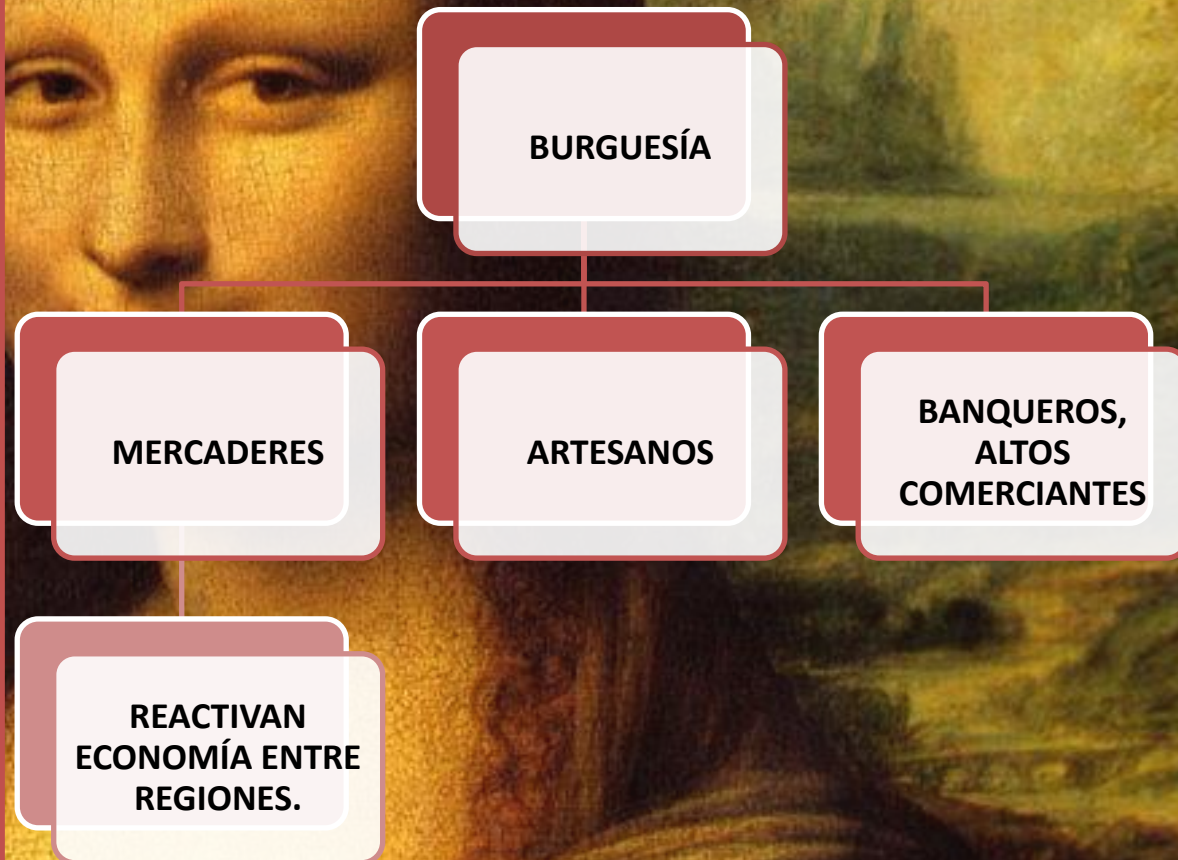 BURGUESÍA
MERCADERES
ARTESANOS
BANQUEROS,
ALTOS
COMERCIANTES
REACTIVAN
ECONOMÍA ENTRE
REGIONES.